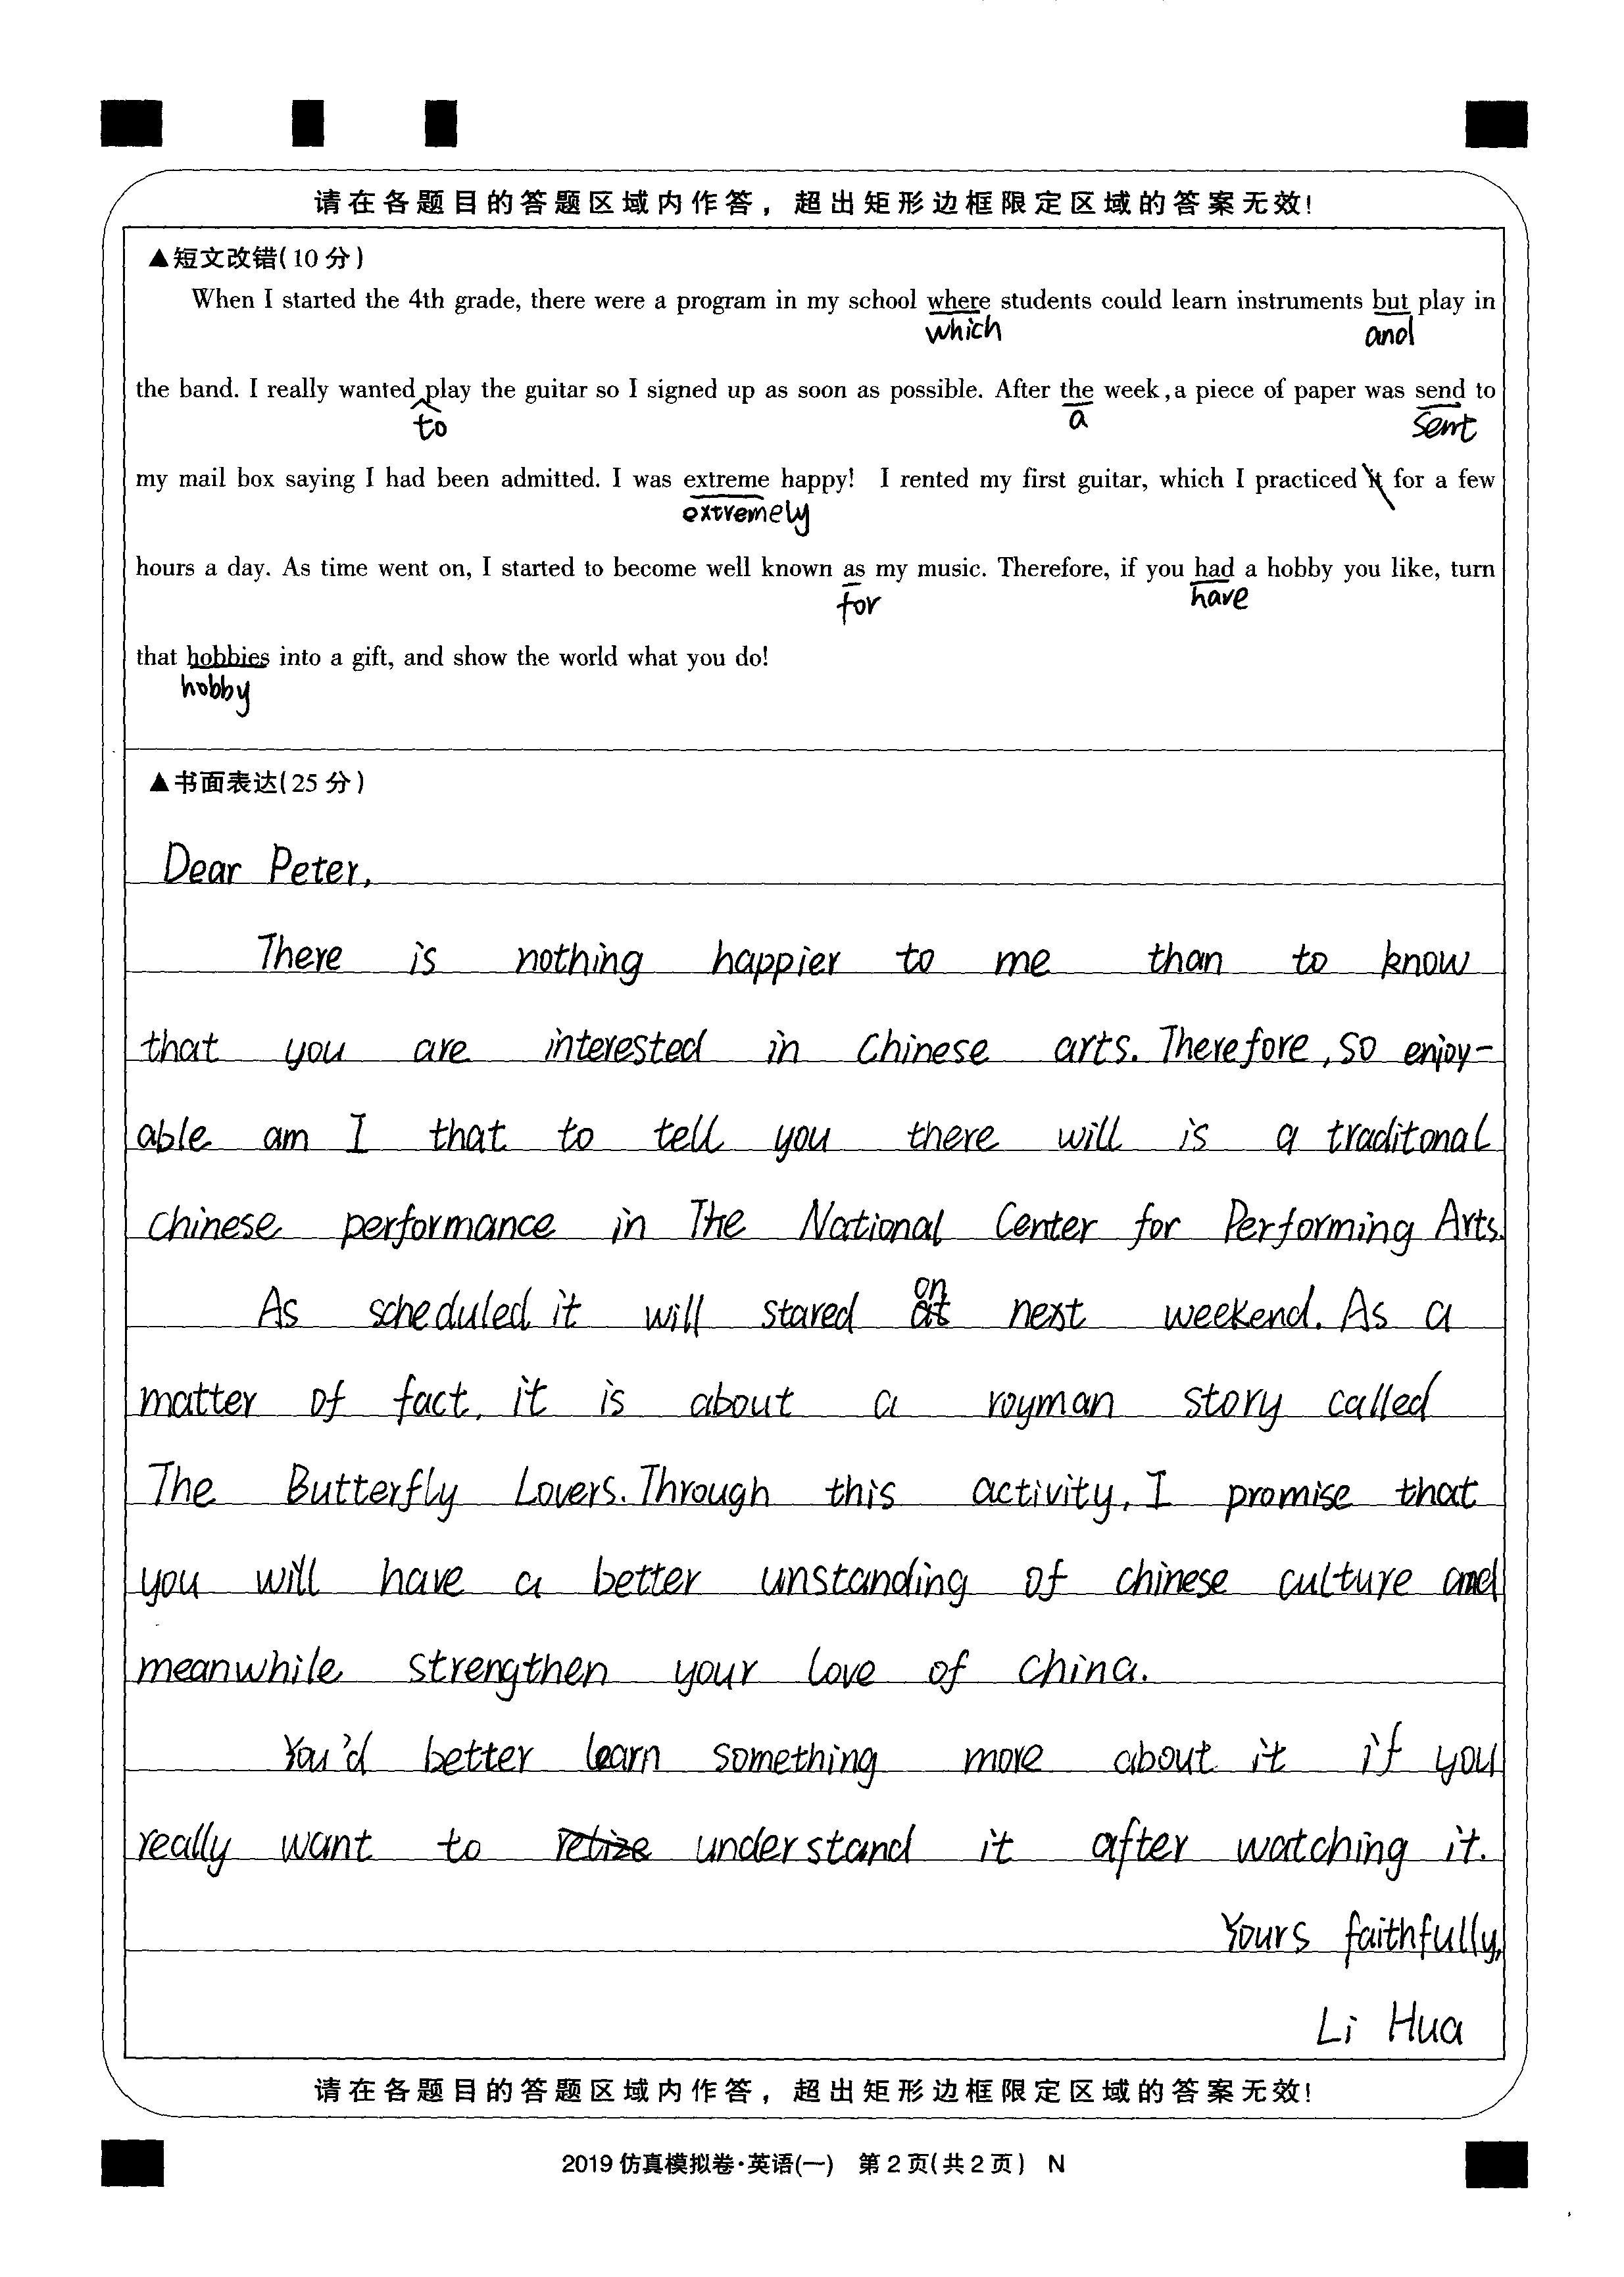 请在各题目的答题区域内作答，超出矩形边框限定区域的答案无效！
▲短文改错(10分)
When I started the 4th grade, there were a program in my school where students could learn instruments but play in
which and
the band. I really wanted play the guitar so I signed up as soon as possible. After the week, a piece of paper was send to
to a sent
my mail box saying I had been admitted. I was extreme happy! I rented my first guitar, which I practiced it for a few
extremely
hours a day. As time went on, I started to become well known as my music. Therefore, if you had a hobby you like, turn
for have
that hobbies into a gift, and show the world what you do!
hobby
▲书面表达(25分)
Dear Peter,
There is nothing happier to me than to know
that you are interested in Chinese arts. Therefore, so enjoy-
able am I that to tell you there will is a traditonal
chinese performance in The National Center for Performing Arts.
on
As scheduled it will stared at next weekend. As a
matter of fact, it is about a royman story called
The Butterfly Lovers. Through this activity, I promise that
you will have a better unstanding of chinese culture and
meanwhile strengthen your love of china.
You'd better learn something more about it if you
really want to retize understand it after watching it.
Yours faithfully,
Li Hua
请在各题目的答题区域内作答，超出矩形边框限定区域的答案无效！
2019仿真模拟卷·英语(一) 第2页(共2页) N